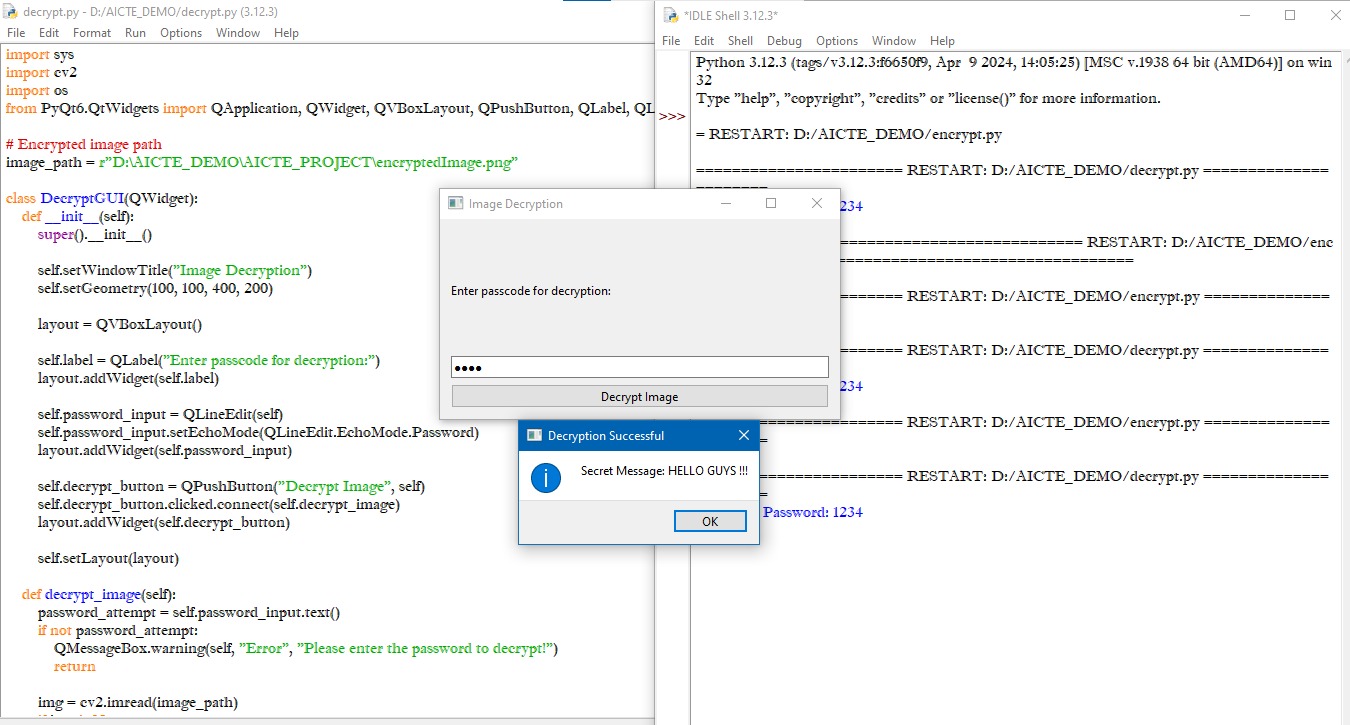 decrypt.py - D:/AICTE_DEMO/decrypt.py (3.12.3)
File Edit Format Run Options Window Help
import sys
import cv2
import os
from PyQt6.QtWidgets import QApplication, QWidget, QVBoxLayout, QPushButton, QLabel, QL
# Encrypted image path
image_path = r"D:\AICTE_DEMO\AICTE_PROJECT\encryptedImage.png"
class DecryptGUI(QWidget):
def __init__(self):
super().__init__()
self.setWindowTitle("Image Decryption")
self.setGeometry(100, 100, 400, 200)
layout = QVBoxLayout()
self.label = QLabel("Enter passcode for decryption:")
layout.addWidget(self.label)
self.password_input = QLineEdit(self)
self.password_input.setEchoMode(QLineEdit.EchoMode.Password)
layout.addWidget(self.password_input)
self.decrypt_button = QPushButton("Decrypt Image", self)
self.decrypt_button.clicked.connect(self.decrypt_image)
layout.addWidget(self.decrypt_button)
self.setLayout(layout)
def decrypt_image(self):
password_attempt = self.password_input.text()
if not password_attempt:
QMessageBox.warning(self, "Error", "Please enter the password to decrypt!")
return
img = cv2.imread(image_path)
*IDLE Shell 3.12.3*
File Edit Shell Debug Options Window Help
Python 3.12.3 (tags/v3.12.3:f6650f9, Apr 9 2024, 14:05:25) [MSC v.1938 64 bit (AMD64)] on win
32
Type "help", "copyright", "credits" or "license()" for more information.
>>>
= RESTART: D:/AICTE_DEMO/encrypt.py
======================= RESTART: D:/AICTE_DEMO/decrypt.py ==============
========
234
=========================== RESTART: D:/AICTE_DEMO/enc
================================
======= RESTART: D:/AICTE_DEMO/encrypt.py ==============
======= RESTART: D:/AICTE_DEMO/decrypt.py ==============
234
======= RESTART: D:/AICTE_DEMO/encrypt.py ==============
=
======= RESTART: D:/AICTE_DEMO/decrypt.py ==============
=
Password: 1234
Image Decryption
Enter passcode for decryption:
••••
Decrypt Image
Decryption Successful
Secret Message: HELLO GUYS !!!
OK